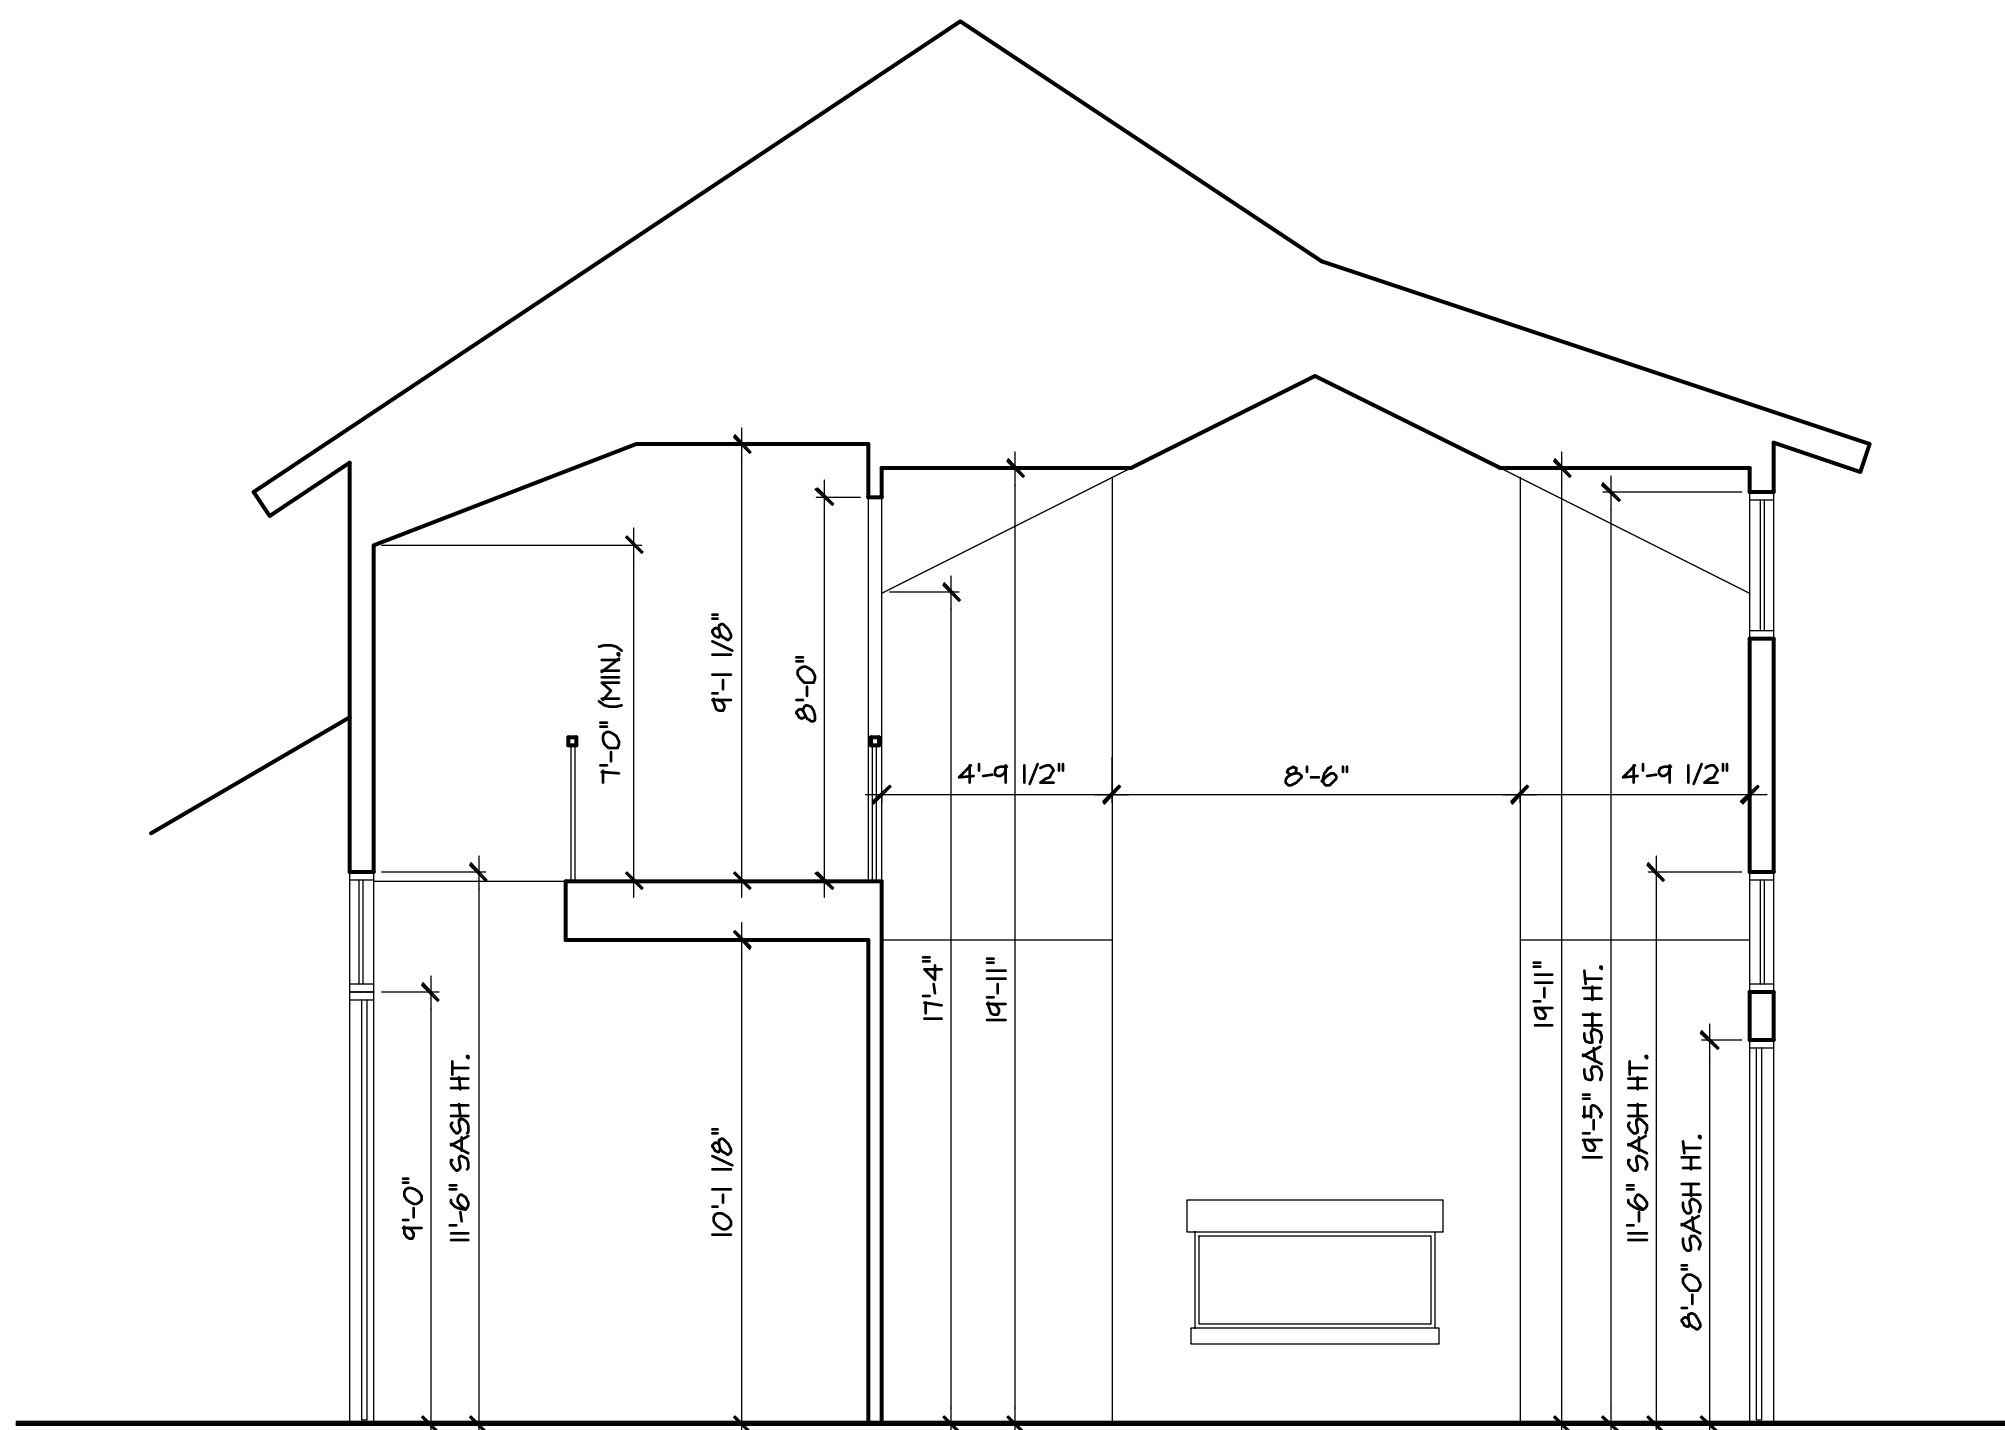 7'-0" (MIN.)
9'-1 1/8"
8'-0"
4'-9 1/2"
8'-6"
4'-9 1/2"
9'-0"
11'-6" SASH HT.
10'-1 1/8"
17'-4"
19'-11"
19'-11"
19'-5" SASH HT.
11'-6" SASH HT.
8'-0" SASH HT.